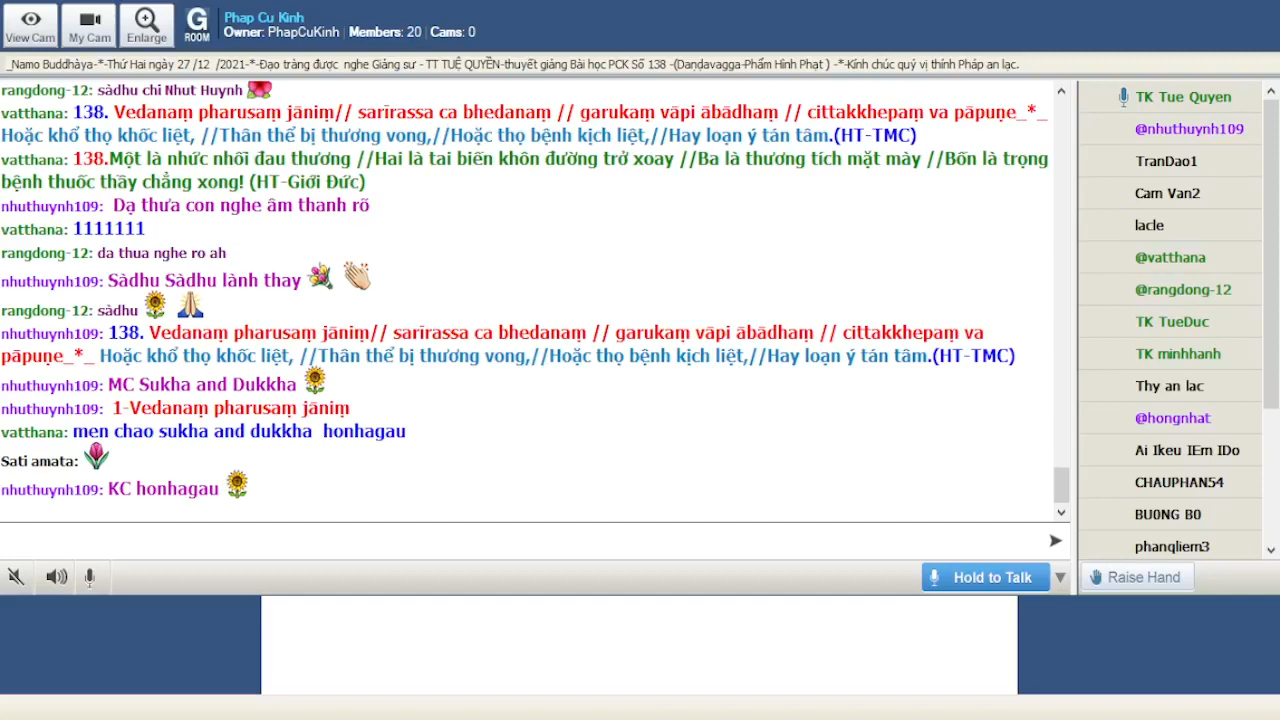 View Cam
My Cam
Enlarge
G
ROOM
Phap Cu Kinh
Owner: PhapCuKinh | Members: 20 | Cams: 0
_Namo Buddhàya-*-Thứ Hai ngày 27 /12 /2021-*-Đạo tràng được nghe Giảng sư - TT TUỆ QUYỀN-thuyết giảng Bài học PCK Số 138 -(Daṇḍavagga-Phẩm Hình Phạt ) -*-Kính chúc quý vị thính Pháp an lạc.
rangdong-12: sàdhu chi Nhut Huynh
vatthana: 138. Vedanaṃ pharusaṃ jāniṃ// sarīrassa ca bhedanaṃ // garukaṃ vāpi ābādhaṃ // cittakkhepaṃ va pāpuṇe_*_
Hoặc khổ thọ khốc liệt, //Thân thể bị thương vong,//Hoặc thọ bệnh kịch liệt,//Hay loạn ý tán tâm.(HT-TMC)
vatthana: 138.Một là nhức nhối đau thương //Hai là tai biến khôn đường trở xoay //Ba là thương tích mặt mày //Bốn là trọng
bệnh thuốc thầy chẳng xong! (HT-Giới Đức)
nhuthuynh109: Dạ thưa con nghe âm thanh rõ
vatthana: 1111111
rangdong-12: da thua nghe ro ah
nhuthuynh109: Sàdhu Sàdhu lành thay
rangdong-12: sàdhu
nhuthuynh109: 138. Vedanaṃ pharusaṃ jāniṃ// sarīrassa ca bhedanaṃ // garukaṃ vāpi ābādhaṃ // cittakkhepaṃ va
pāpuṇe_*_ Hoặc khổ thọ khốc liệt, //Thân thể bị thương vong,//Hoặc thọ bệnh kịch liệt,//Hay loạn ý tán tâm.(HT-TMC)
nhuthuynh109: MC Sukha and Dukkha
nhuthuynh109: 1-Vedanaṃ pharusaṃ jāniṃ
vatthana: men chao sukha and dukkha honhagau
Sati amata:
nhuthuynh109: KC honhagau
TK Tue Quyen
@nhuthuynh109
TranDao1
Cam Van2
lacle
@vatthana
@rangdong-12
TK TueDuc
TK minhhanh
Thy an lac
@hongnhat
Ai Ikeu IEm IDo
CHAUPHAN54
BU0NG B0
phanqliem3
Hold to Talk
Raise Hand